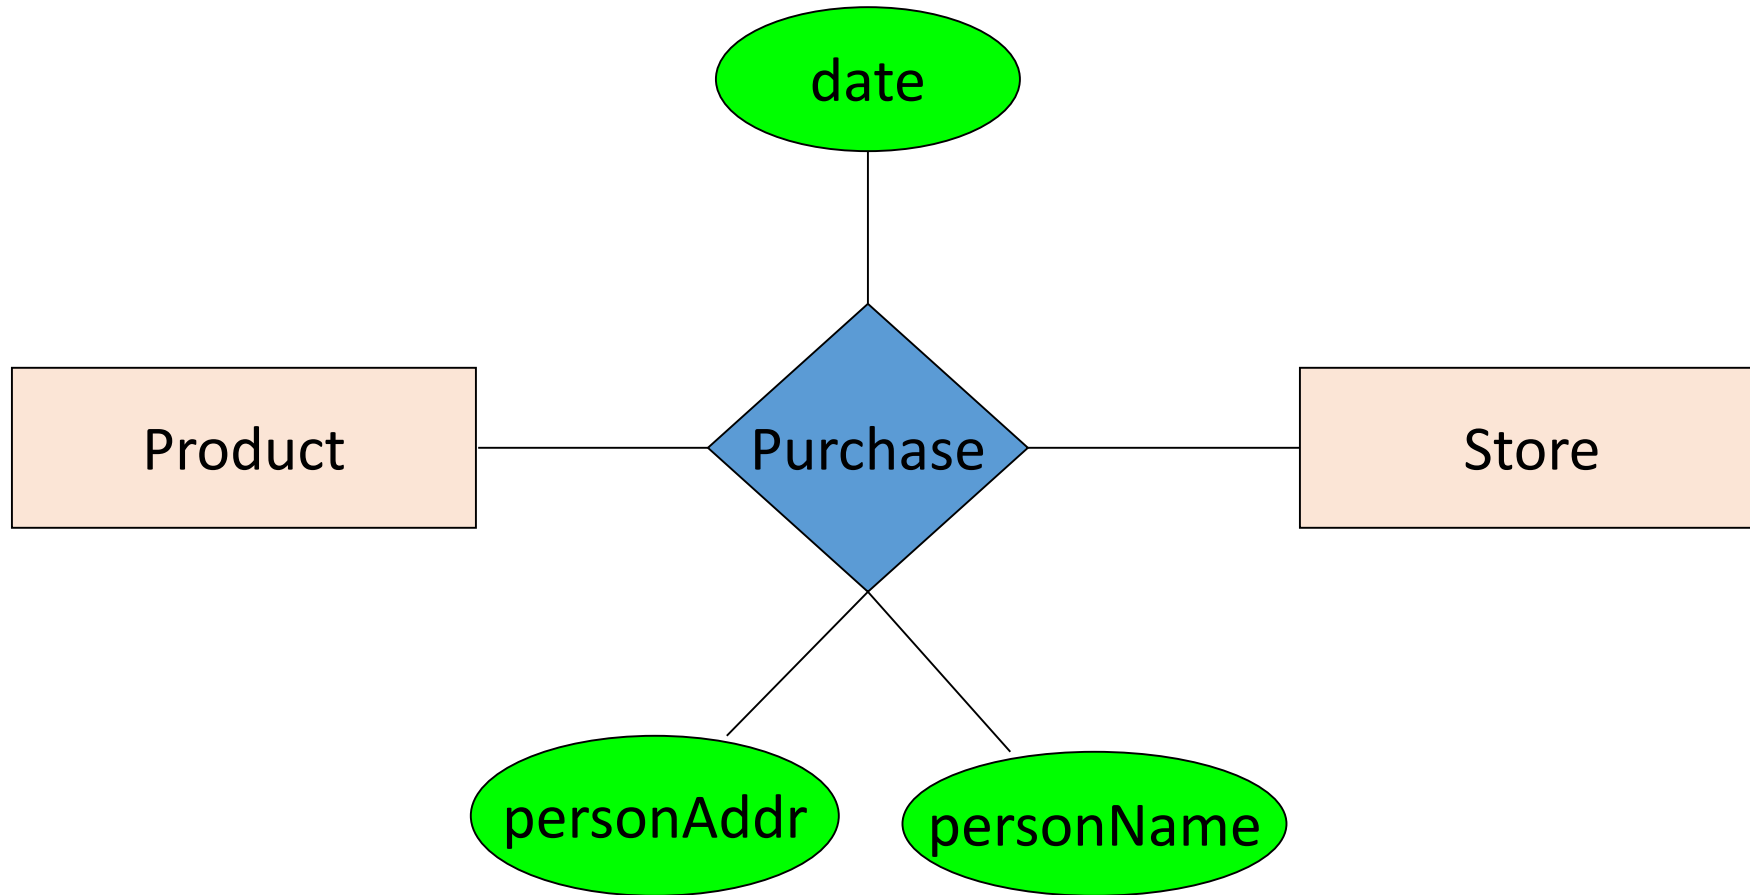 date
Product
Purchase
Store
personAddr
personName